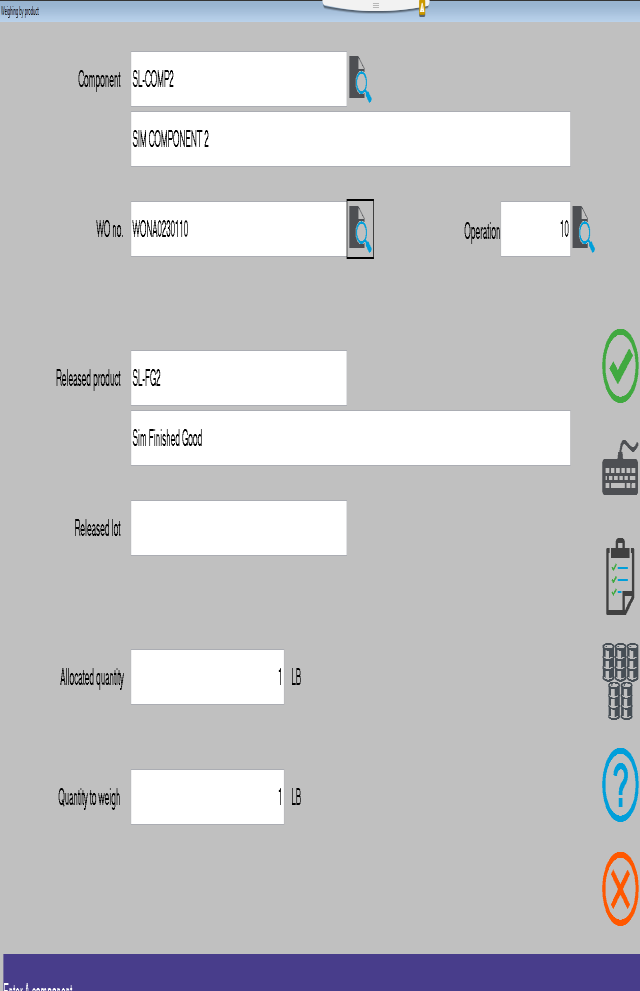 Weighing by product
Component SL-COMP2
SIM COMPONENT 2
WO no. WONA0230110 Operation 10
Released product SL-FG2
Sim Finished Good
Released lot
Allocated quantity 1 LB
Quantity to weigh 1 LB
Enter A component